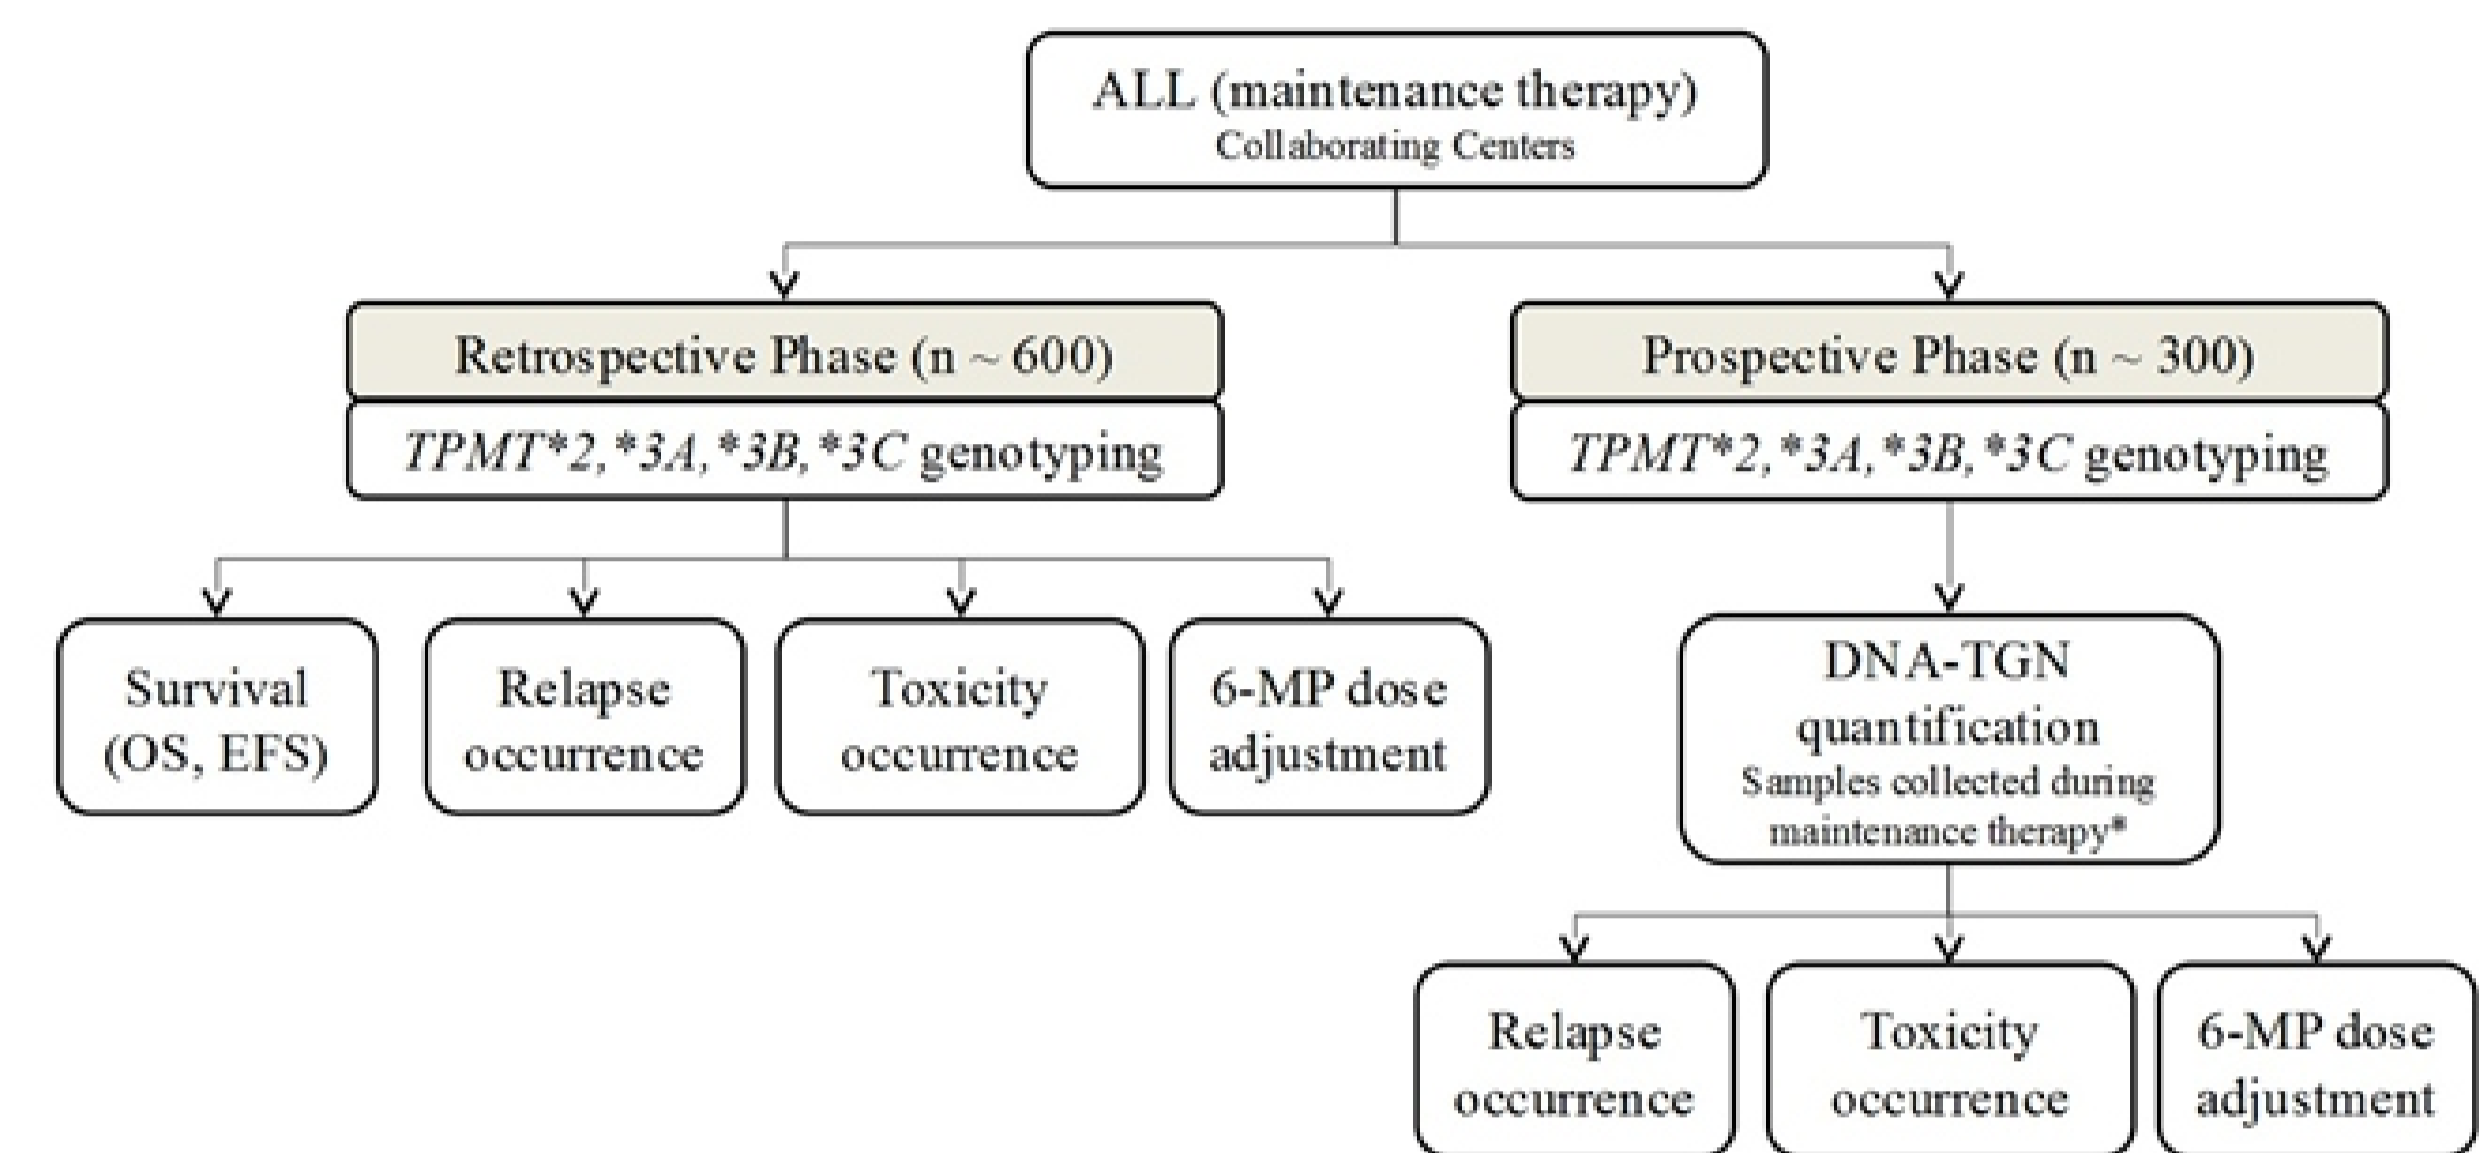 ALL (maintenance therapy)
Collaborating Centers
Retrospective Phase (n ~ 600)
TPMT*2, *3A, *3B, *3C genotyping
Prospective Phase (n ~ 300)
TPMT*2, *3A, *3B, *3C genotyping
Survival
(OS, EFS)
Relapse
occurrence
Toxicity
occurrence
6-MP dose
adjustment
DNA-TGN
quantification
Samples collected during
maintenance therapy*
Relapse
occurrence
Toxicity
occurrence
6-MP dose
adjustment